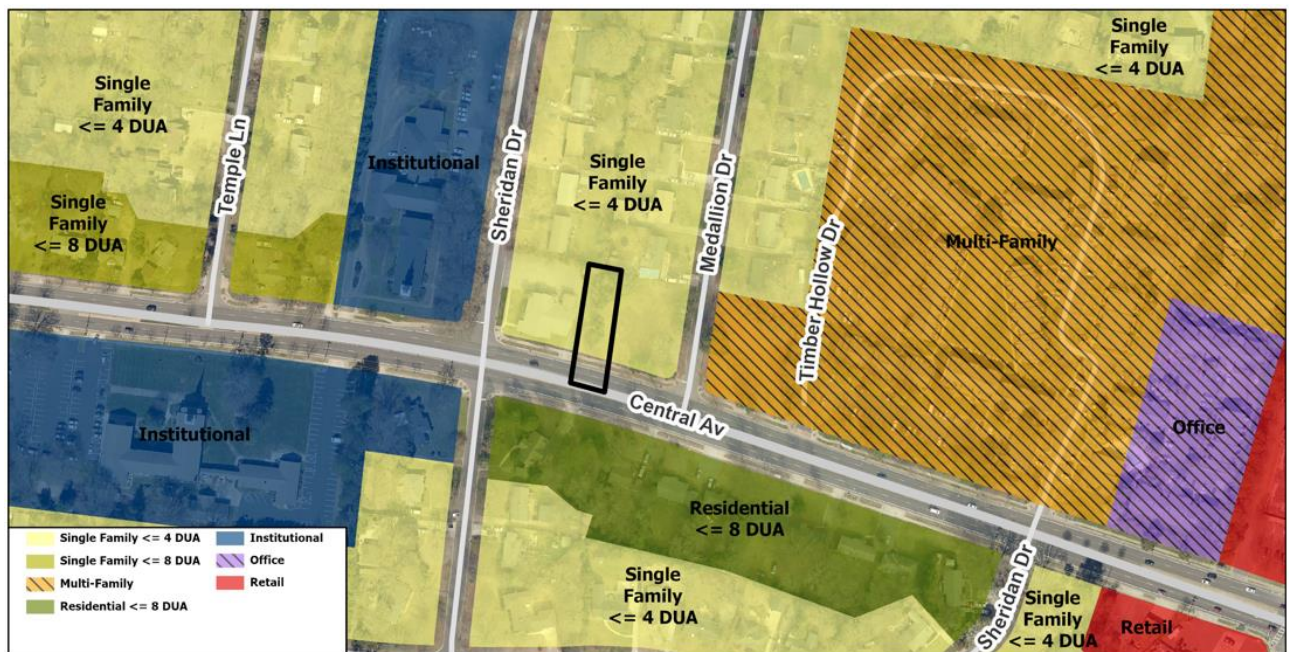 Single
Family
<= 4 DUA
Single
Family
<= 4 DUA
Temple Ln
Institutional
Sheridan Dr
Single
Family
<= 4 DUA
Medallion Dr
Single
Family
<= 8 DUA
Timber Hollow Dr
Multi-Family
Central Av
Office
Institutional
Residential
<= 8 DUA
Single
Family
<= 4 DUA
Sheridan Dr
Single
Family
<= 4 DUA
Retail
Single Family <= 4 DUA
Single Family <= 8 DUA
Multi-Family
Residential <= 8 DUA
Institutional
Office
Retail